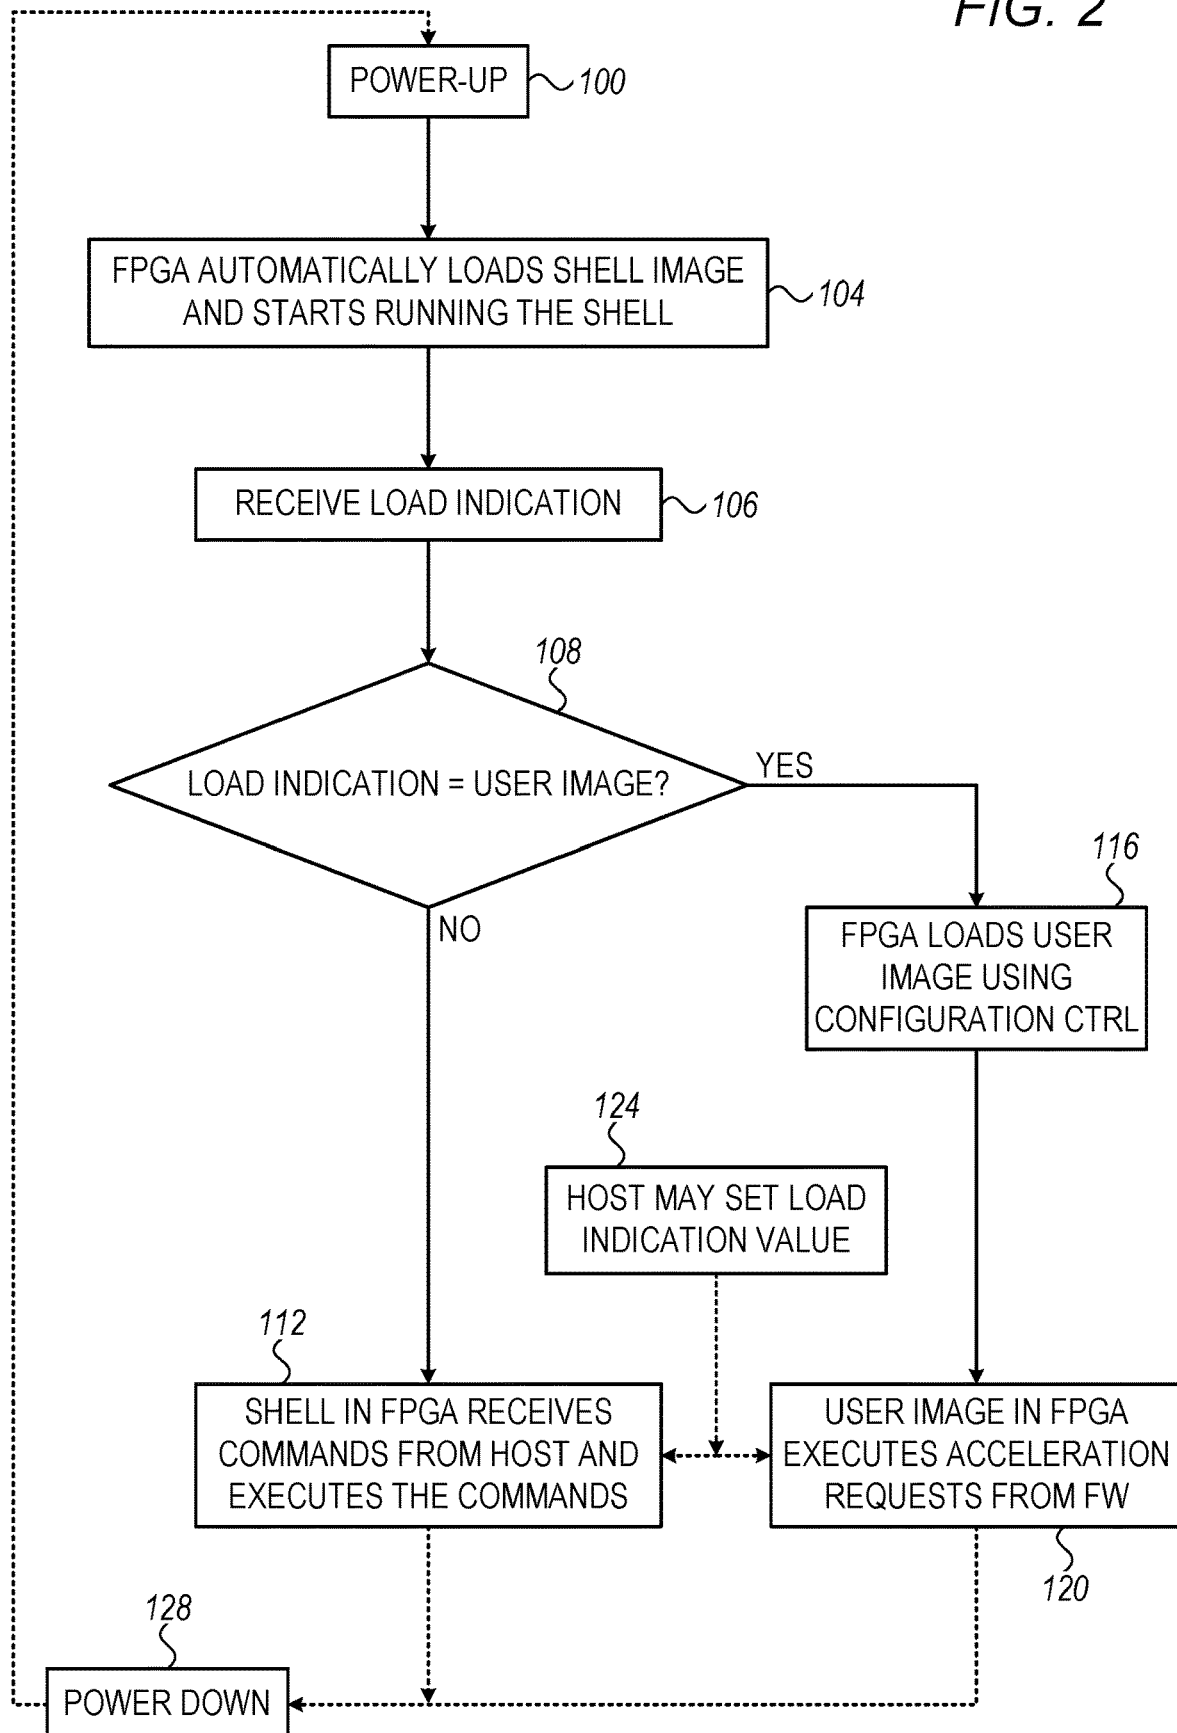 FIG. 2
POWER-UP
100
FPGA AUTOMATICALLY LOADS SHELL IMAGE
AND STARTS RUNNING THE SHELL
104
RECEIVE LOAD INDICATION
106
108
LOAD INDICATION = USER IMAGE?
YES
NO
116
FPGA LOADS USER
IMAGE USING
CONFIGURATION CTRL
124
HOST MAY SET LOAD
INDICATION VALUE
112
SHELL IN FPGA RECEIVES
COMMANDS FROM HOST AND
EXECUTES THE COMMANDS
USER IMAGE IN FPGA
EXECUTES ACCELERATION
REQUESTS FROM FW
120
128
POWER DOWN